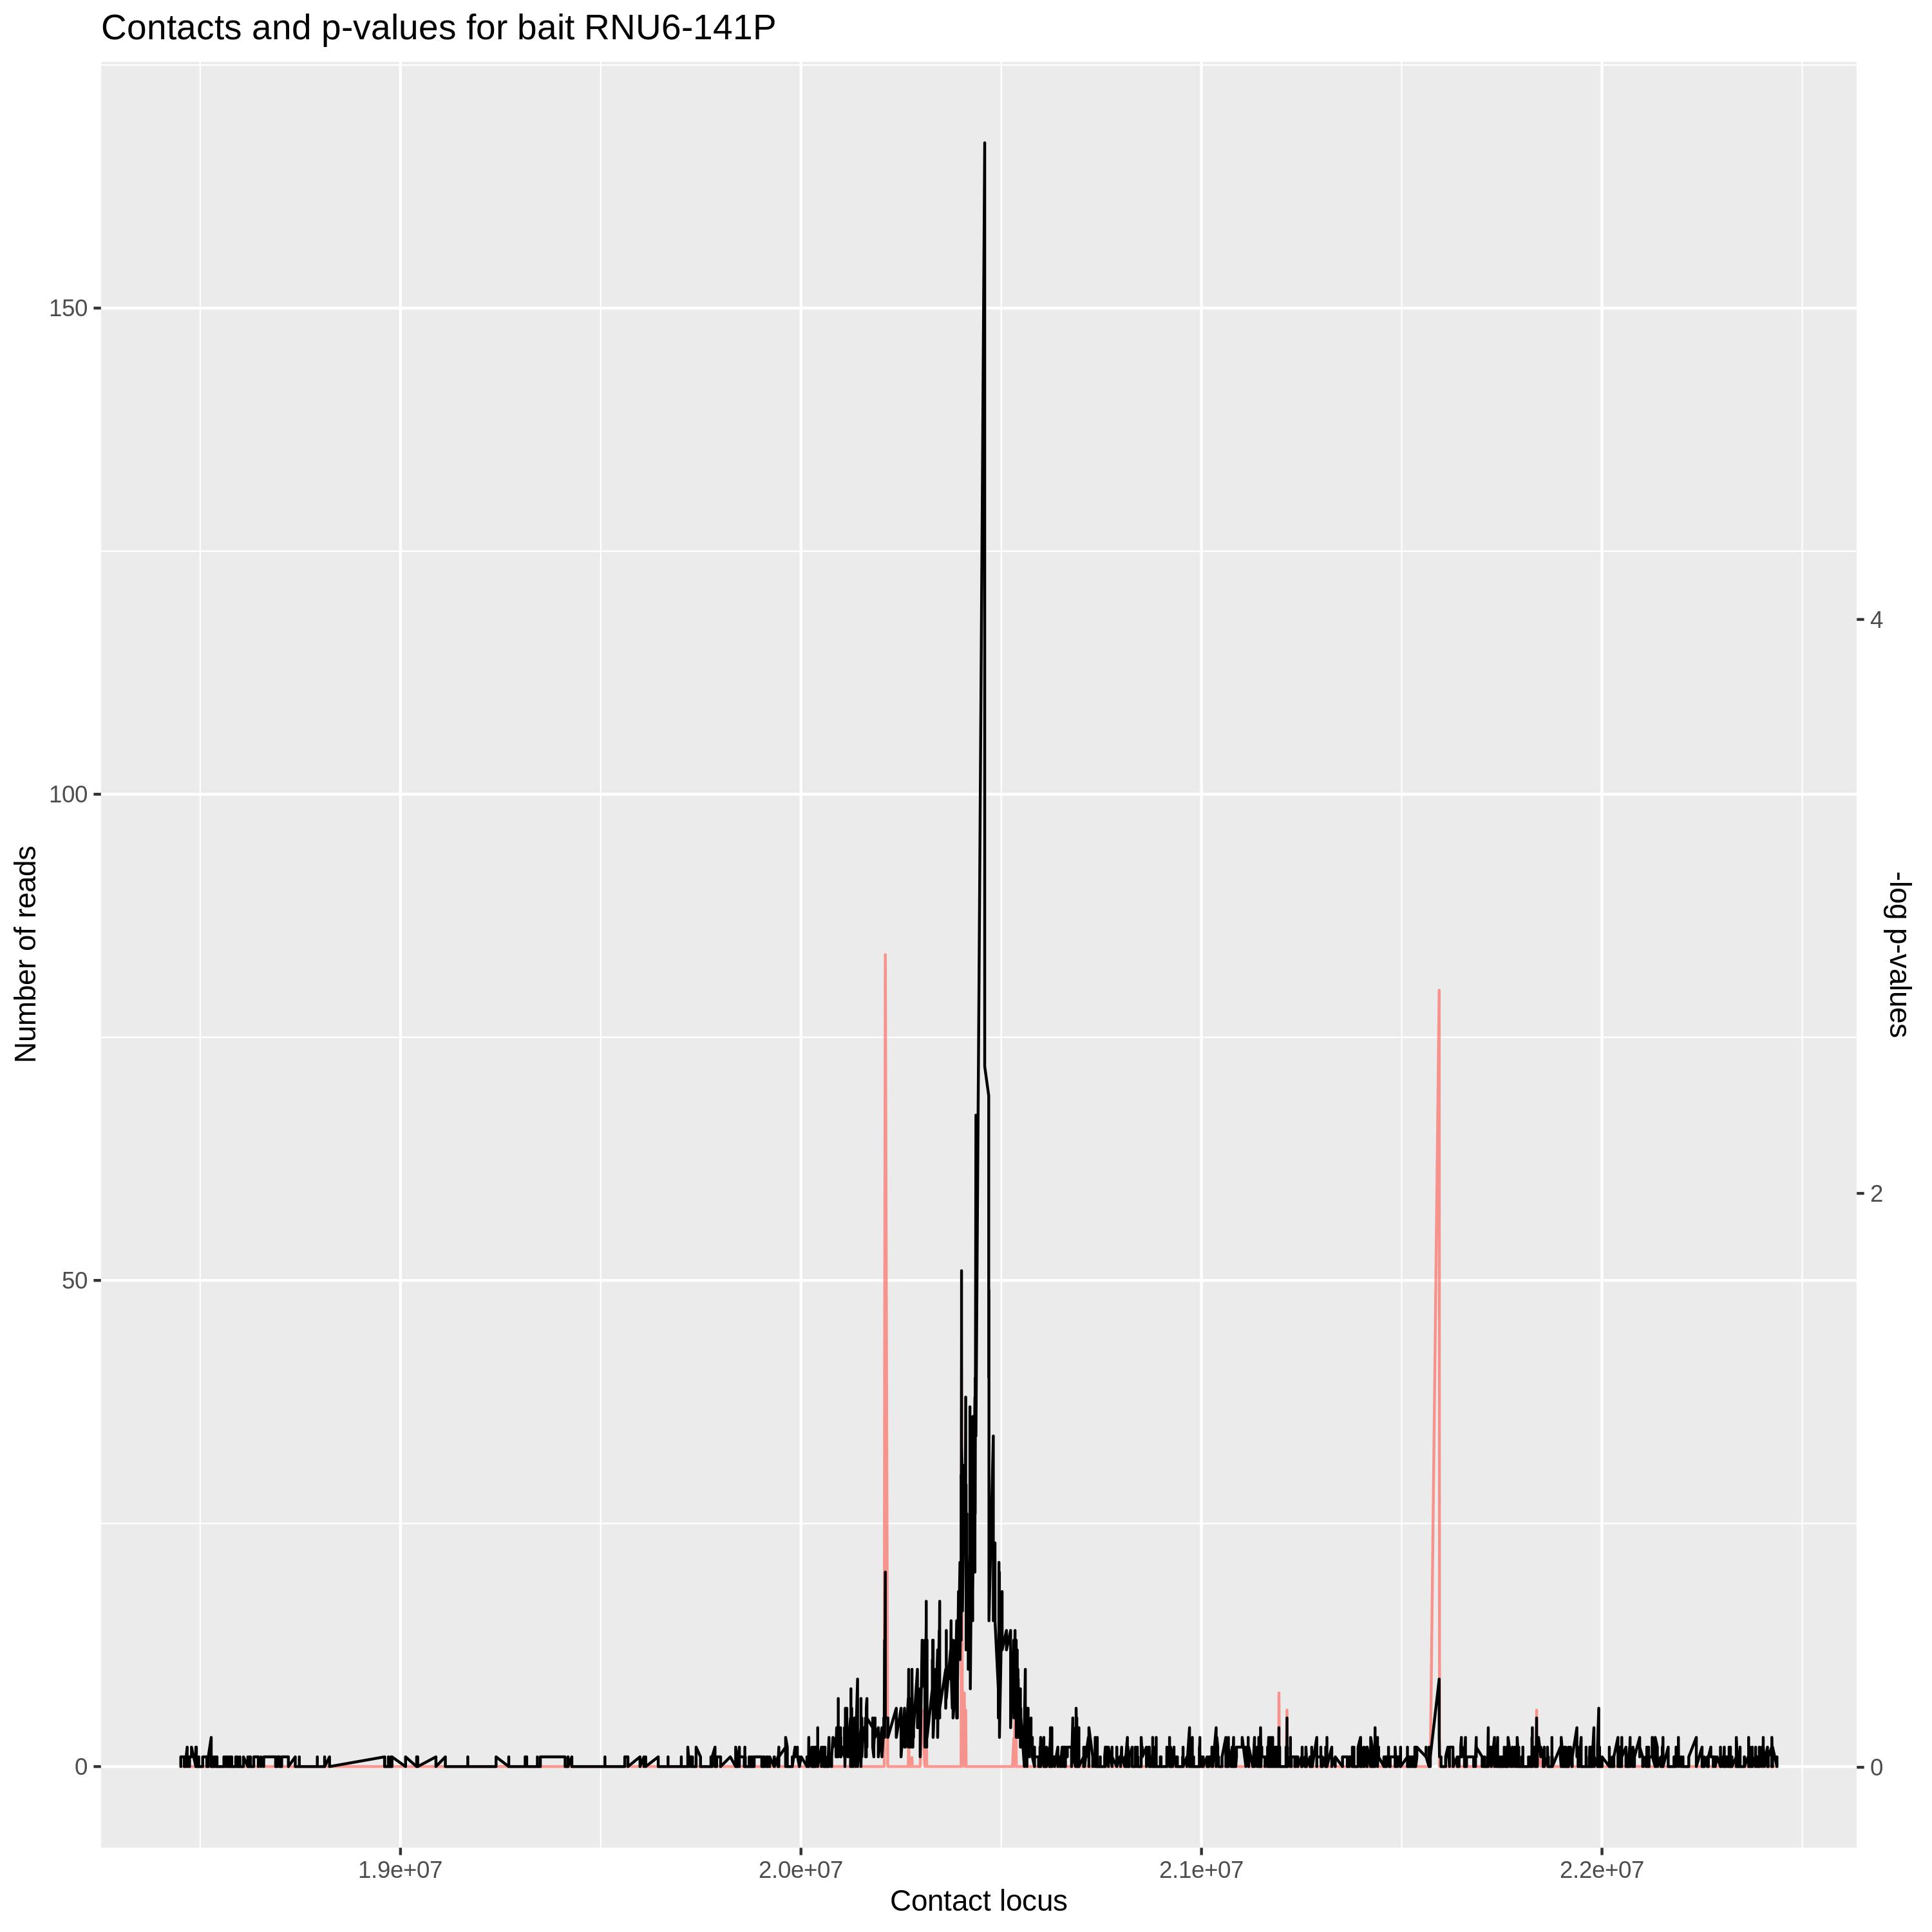 Contacts and p-values for bait RNU6-141P
150
100
50
0
Number of reads
4
2
0
-log p-values
1.9e+07
2.0e+07
2.1e+07
2.2e+07
Contact locus